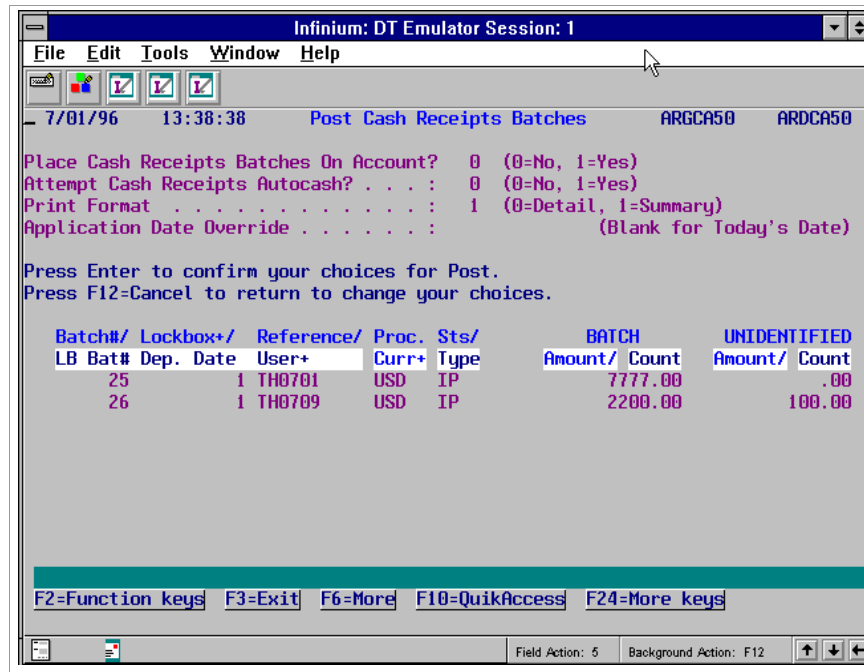 Infinium: DT Emulator Session: 1
File Edit Tools Window Help
7/01/96 13:38:38 Post Cash Receipts Batches ARGCA50 ARDCA50
Place Cash Receipts Batches On Account? 0 (0=No, 1=Yes)
Attempt Cash Receipts Autocash? . . . : 0 (0=No, 1=Yes)
Print Format . . . . . . . . . . . . : 1 (0=Detail, 1=Summary)
Application Date Override . . . . . . : (Blank for Today's Date)
Press Enter to confirm your choices for Post.
Press F12=Cancel to return to change your choices.
Batch#/ Lockbox+/ Reference/ Proc. Sts/ BATCH UNIDENTIFIED
LB Bat# Dep. Date User+ Curr+ Type Amount/ Count Amount/ Count
25 1 TH0701 USD IP 7777.00 .00
26 1 TH0709 USD IP 2200.00 100.00
F2=Function keys F3=Exit F6=More F10=QuikAccess F24=More keys
Field Action: 5 Background Action: F12